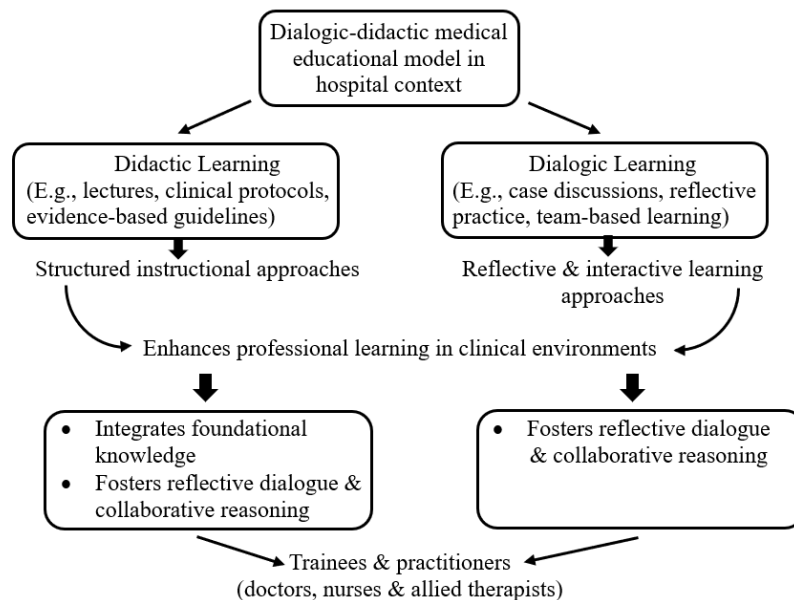 Dialogic-didactic medical
educational model in
hospital context
Didactic Learning
(E.g., lectures, clinical protocols,
evidence-based guidelines)
Dialogic Learning
(E.g., case discussions, reflective
practice, team-based learning)
Structured instructional approaches
Reflective & interactive learning
approaches
Enhances professional learning in clinical environments
• Integrates foundational
knowledge
• Fosters reflective dialogue &
collaborative reasoning
• Fosters reflective dialogue
& collaborative reasoning
Trainees & practitioners
(doctors, nurses & allied therapists)